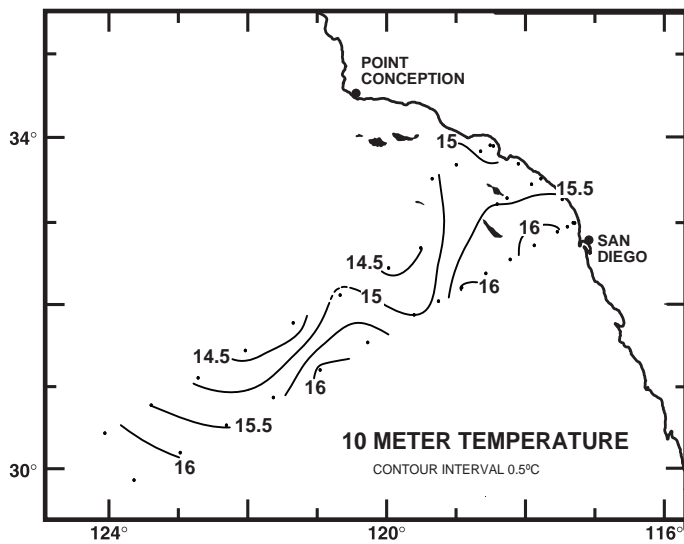 POINT
CONCEPTION
34°
15
15.5
16
SAN
DIEGO
14.5
16
15
14.5
16
15.5
10 METER TEMPERATURE
16
CONTOUR INTERVAL 0.5ºC
30°
124°
120°
116°